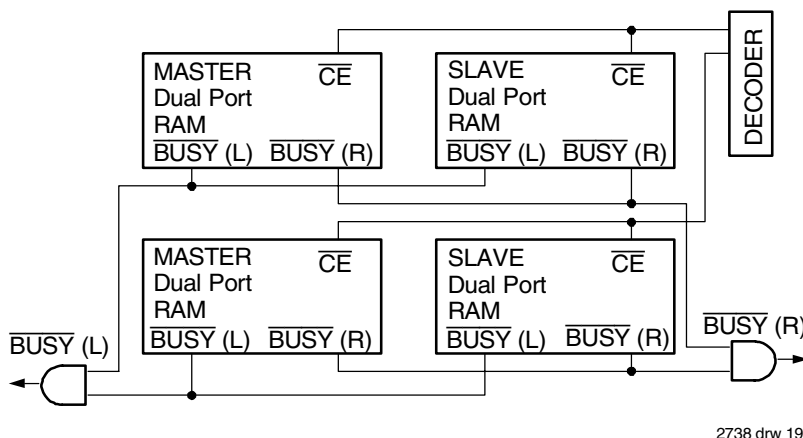 MASTER
Dual Port
RAM
CE
BUSY (L) BUSY (R)
SLAVE
Dual Port
RAM
CE
BUSY (L) BUSY (R)
DECODER
MASTER
Dual Port
RAM
CE
BUSY (L) BUSY (R)
SLAVE
Dual Port
RAM
CE
BUSY (L) BUSY (R)
BUSY (L)
BUSY (R)
2738 drw 19